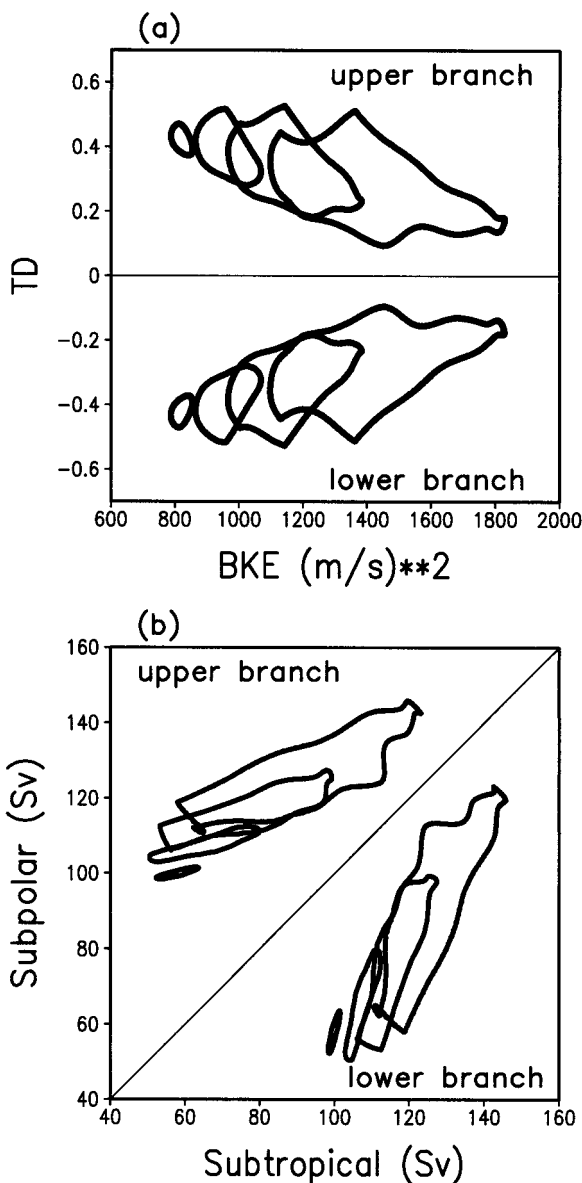 (a)
upper branch
0.6
0.4
0.2
0
−0.2
−0.4
−0.6
TD
lower branch
600 800 1000 1200 1400 1600 1800 2000
BKE (m/s)**2
(b)
160
140
120
100
80
60
40
upper branch
Subpolar (Sv)
lower branch
40 60 80 100 120 140 160
Subtropical (Sv)